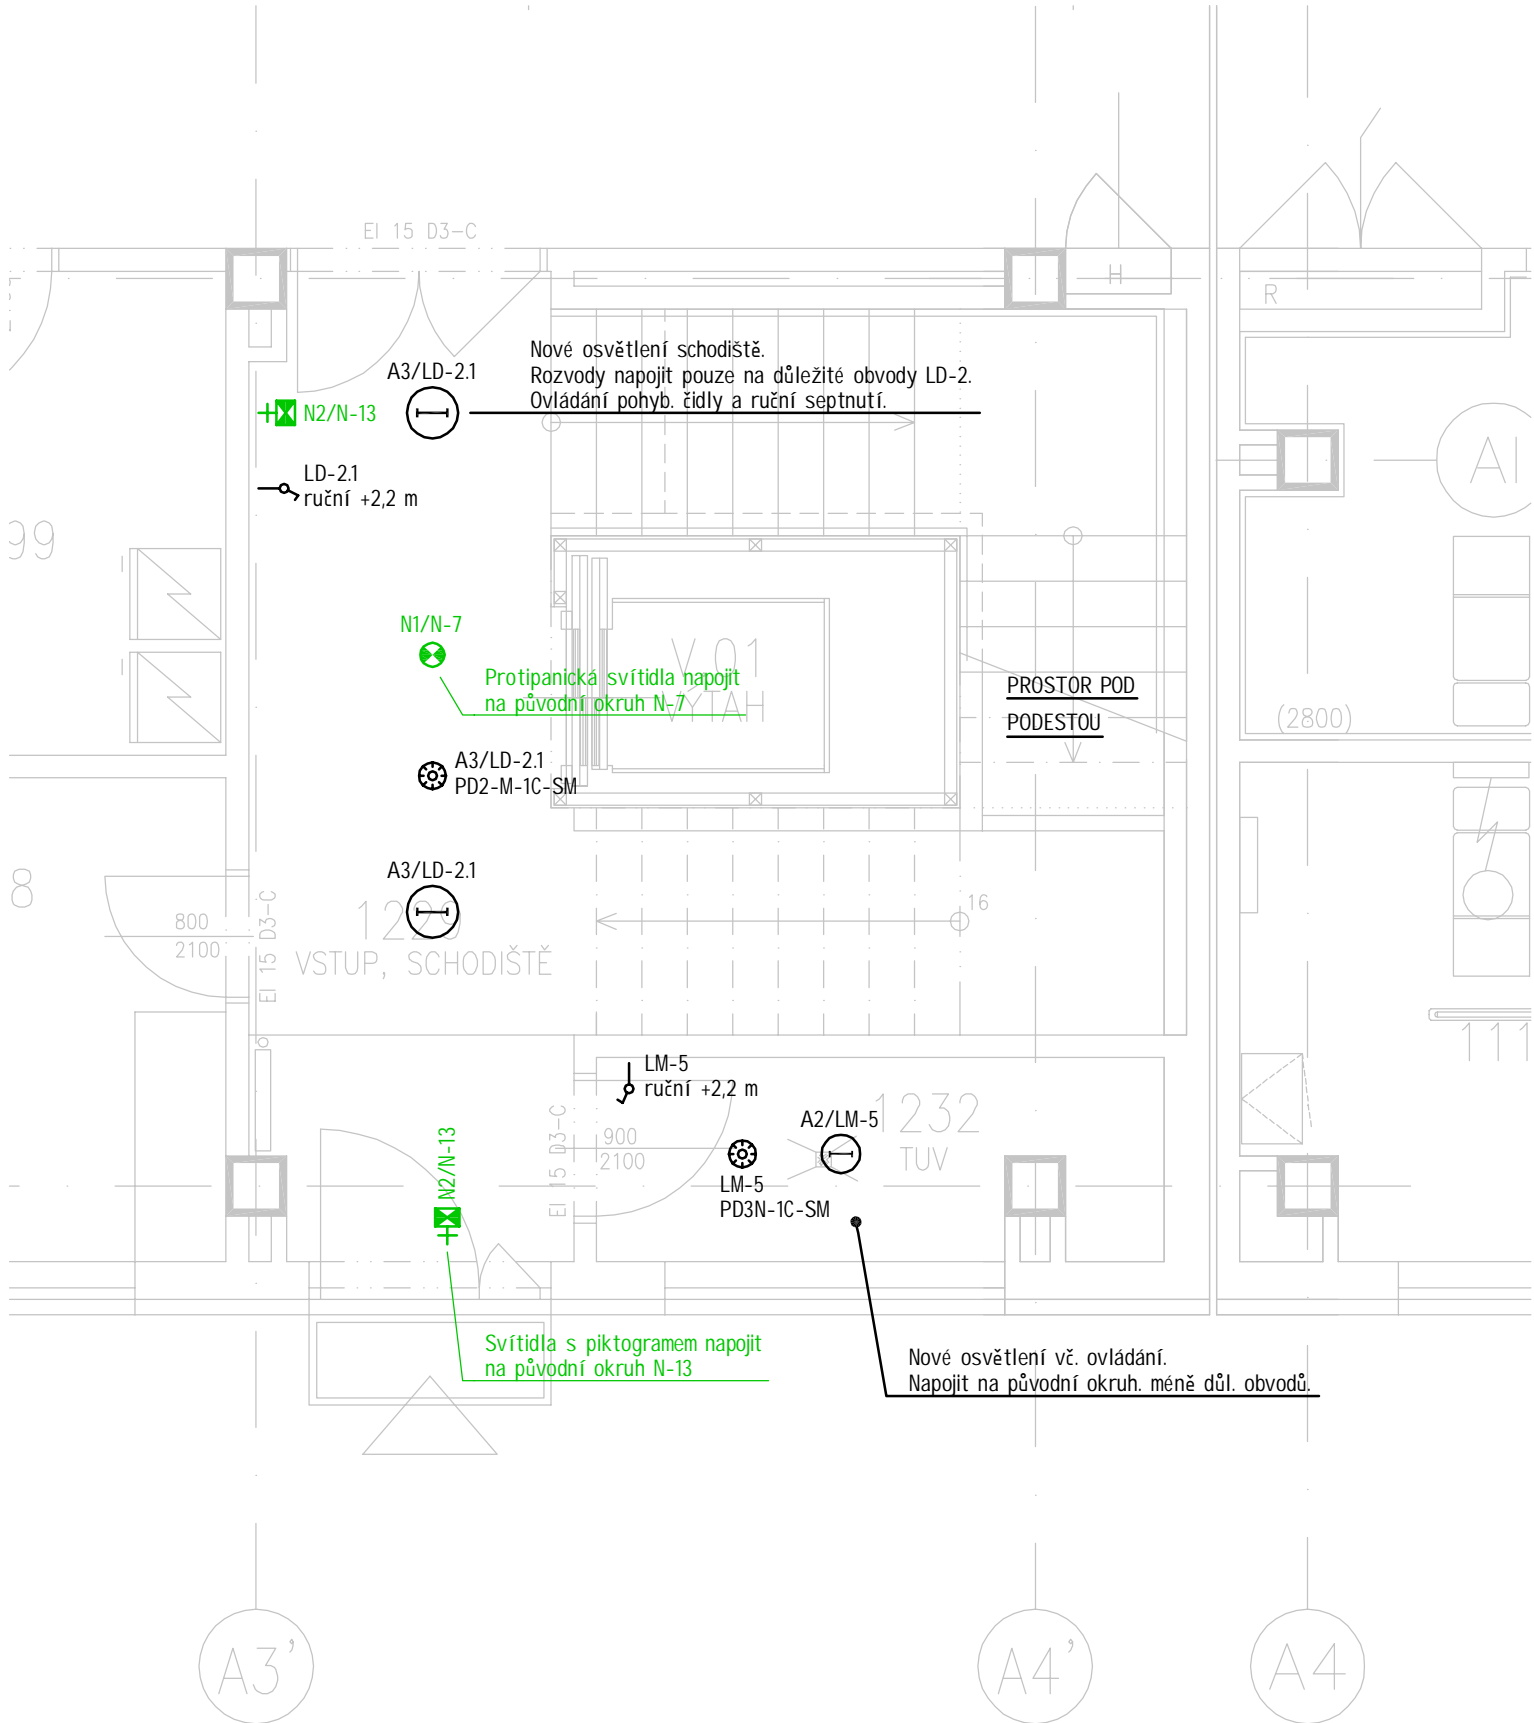 EI 15 D3-C
H
R
Nové osvětlení schodiště.
Rozvody napojit pouze na důležité obvody LD-2.
Ovládání pohyb. čidly a ruční septnutí.
A3/LD-2.1
N2/N-13
LD-2.1
ruční +2,2 m
99
N1/N-7
Protipanická svítidla napojit
na původní okruh N-7
V.01
VÝTAH
PROSTOR POD
PODESTOU
(2800)
A3/LD-2.1
PD2-M-1C-SM
A3/LD-2.1
8
800
2100
EI 15 D3-C
1229
VSTUP, SCHODIŠTĚ
16
111
LM-5
ruční +2,2 m
EI 15 D3-C
900
2100
A2/LM-5
1232
TUV
LM-5
PD3N-1C-SM
N2/N-13
Svítidla s piktogramem napojit
na původní okruh N-13
Nové osvětlení vč. ovládání.
Napojit na původní okruh. méně důl. obvodů.
A3'
A4'
A4